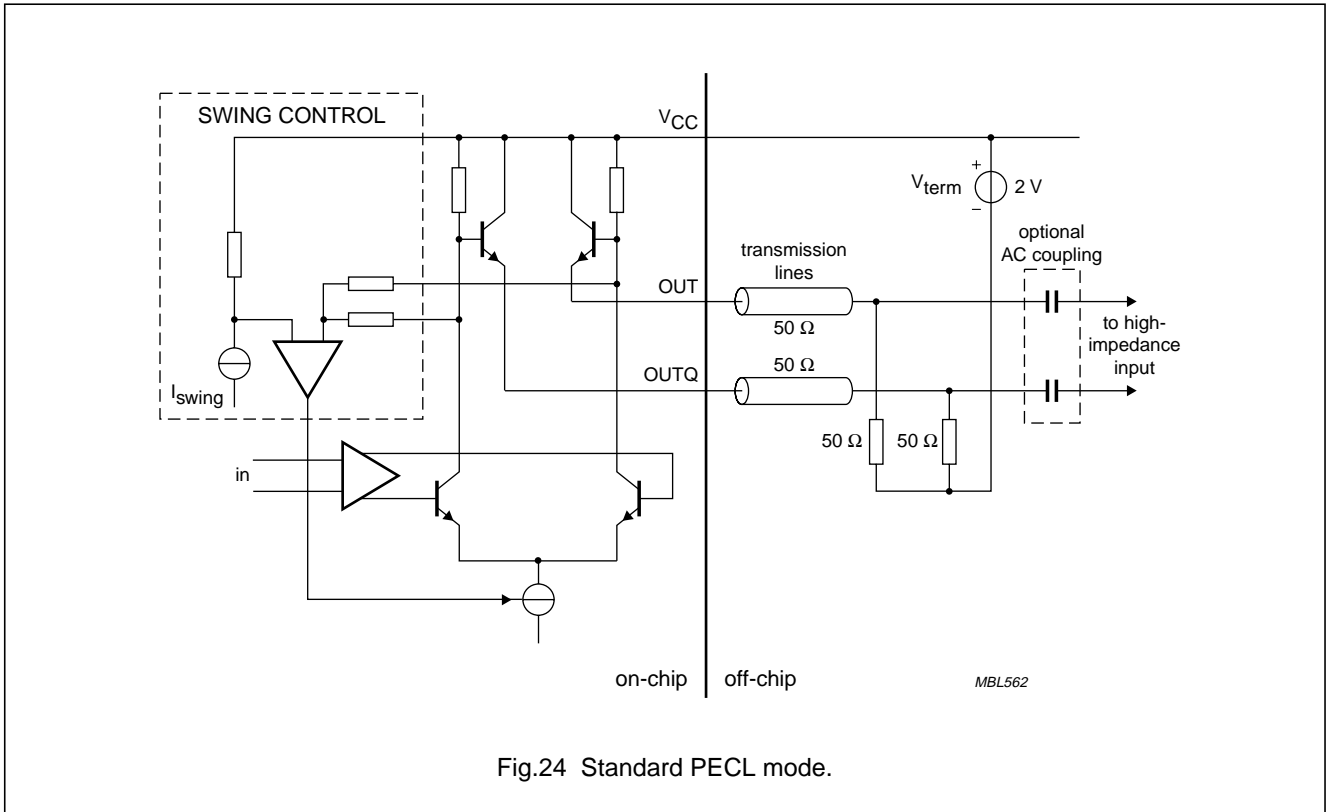 SWING CONTROL
VCC
+
Vterm
2 V
−
optional
AC coupling
transmission
lines
OUT
50 Ω
to high-
impedance
input
50 Ω
OUTQ
Iswing
50 Ω
50 Ω
in
on-chip
off-chip
MBL562
Fig.24 Standard PECL mode.